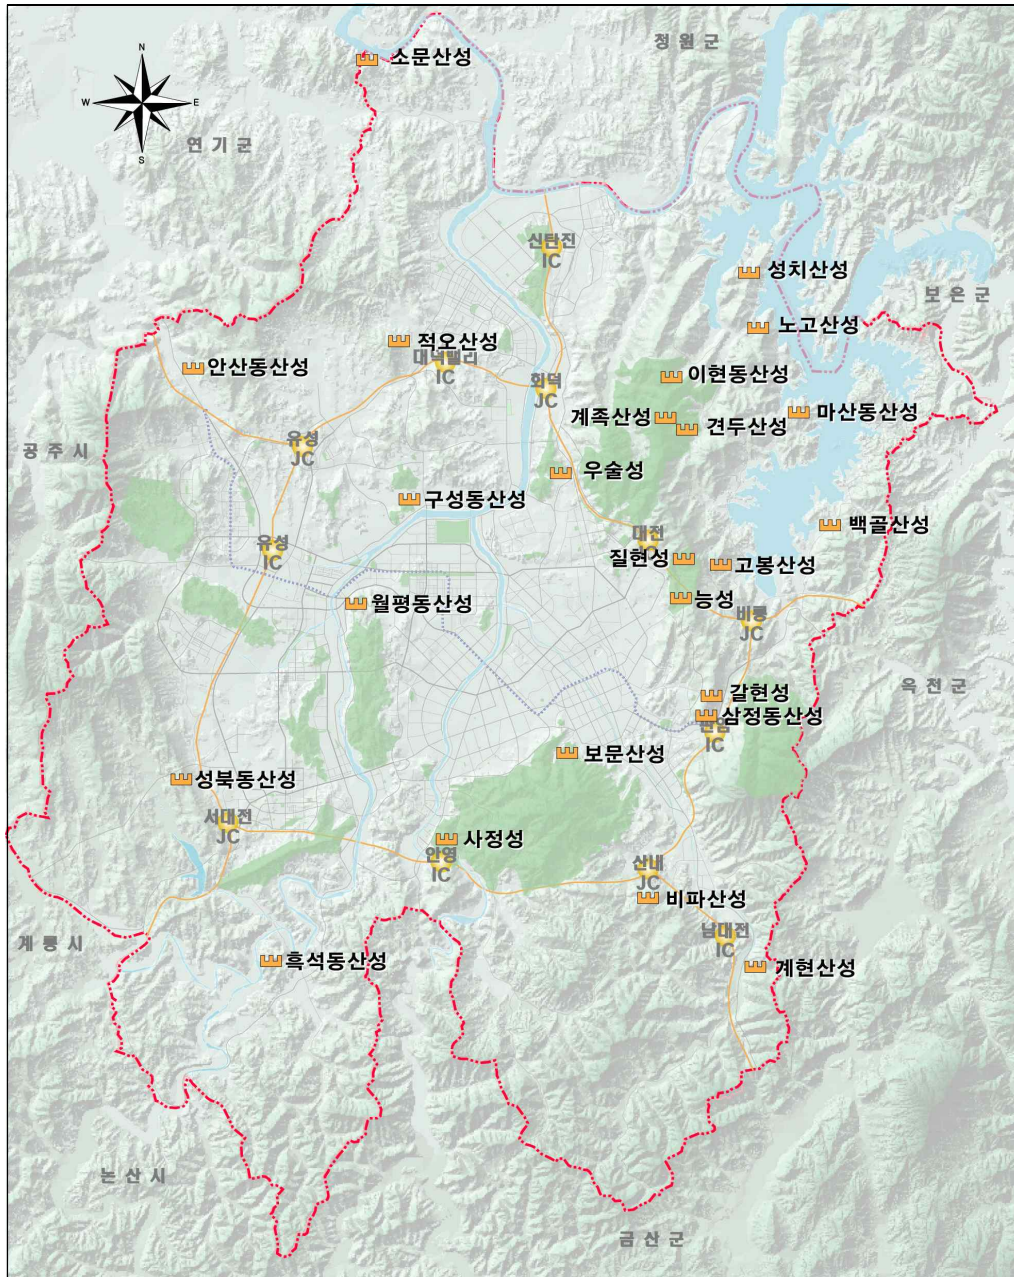 청원군
소문산성
N
W
E
S
연기군
신탄진
IC
성치산성
보은군
노고산성
적오산성
대덕밸리
IC
안산동산성
이현동산성
회덕
JC
계족산성
견두산성
마산동산성
유성
JC
공주시
우술성
구성동산성
백골산성
대전
유성
IC
질현성
고봉산성
능성
월평동산성
비룡
JC
옥천군
갈현성
삼정동산성
IC
보문산성
성북동산성
서대전
JC
사정성
안영
IC
산내
JC
비파산성
남대전
IC
계룡시
흑석동산성
계현산성
논산시
금산군